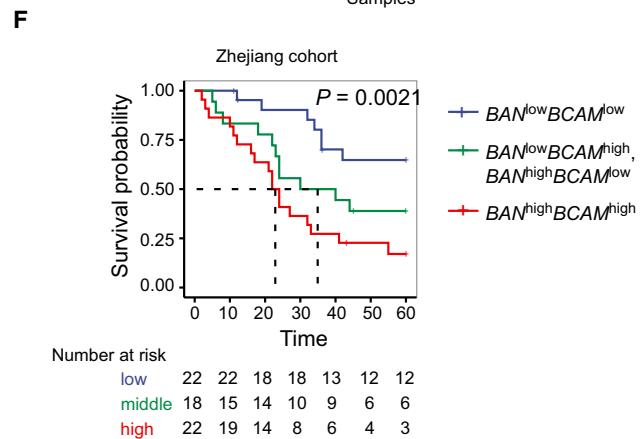 Samples
F
Zhejiang cohort
P = 0.0021
Survival probability
1.00
0.75
0.50
0.25
0.00
0 10 20 30 40 50 60
Time
BANlowBCAMlow
BANlowBCAMhigh,
BANhighBCAMlow
BANhighBCAMhigh
Number at risk
low 22 22 18 18 13 12 12
middle 18 15 14 10 9 6 6
high 22 19 14 8 6 4 3